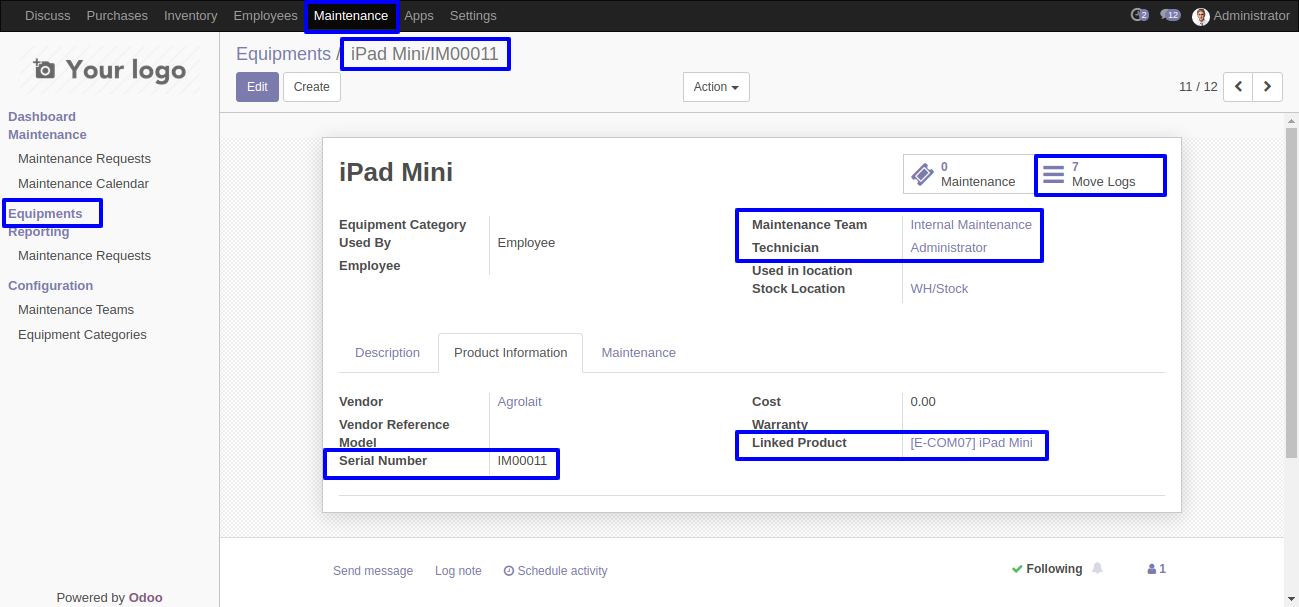 Discuss Purchases Inventory Employees Maintenance Apps Settings 2 12 Administrator
Your logo
Equipments / iPad Mini/IM00011
Edit Create Action 11 / 12
Dashboard
Maintenance
Maintenance Requests
Maintenance Calendar
Equipments
Reporting
Maintenance Requests
Configuration
Maintenance Teams
Equipment Categories
Powered by Odoo
iPad Mini
0
Maintenance
7
Move Logs
Equipment Category
Used By Employee
Employee
Maintenance Team Internal Maintenance
Technician Administrator
Used in location
Stock Location WH/Stock
Description Product Information Maintenance
Vendor Agrolait
Vendor Reference
Model
Serial Number IM00011
Cost 0.00
Warranty
Linked Product [E-COM07] iPad Mini
Send message Log note Schedule activity Following 1